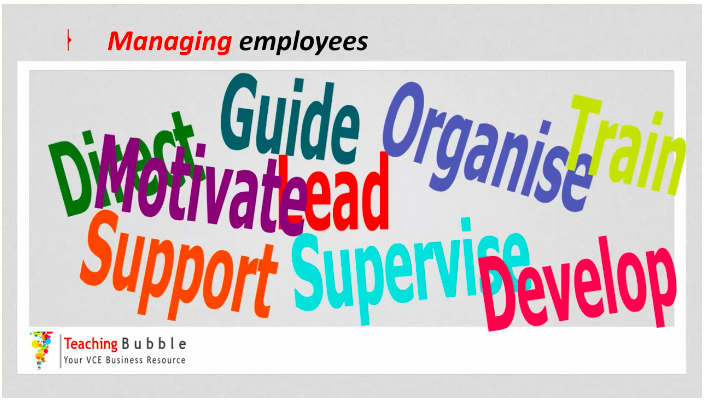 Managing employees
Guide
Organise
Train
Direct
Motivate
Lead
Support
Supervise
Develop
Teaching Bubble
Your VCE Business Resource